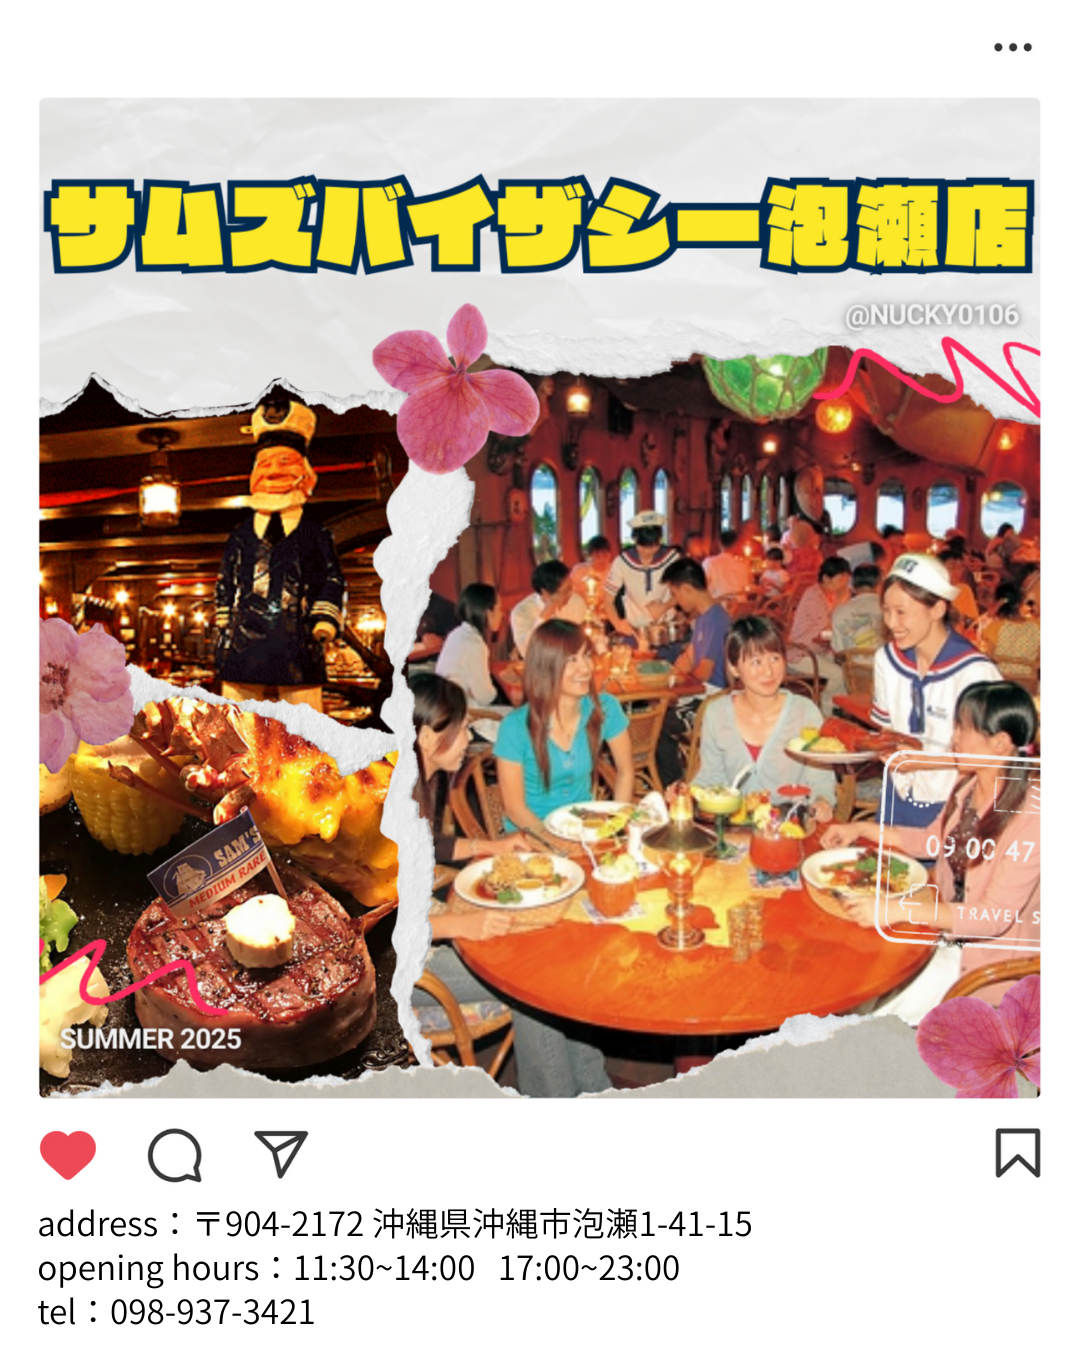 サムズバイザシー泡瀬店
@NUCKY0106
SAM'S
MEDIUM RARE
09 00 47
TRAVEL S
SUMMER 2025
address：〒904-2172 沖縄県沖縄市泡瀬1-41-15
opening hours：11:30~14:00 17:00~23:00
tel：098-937-3421